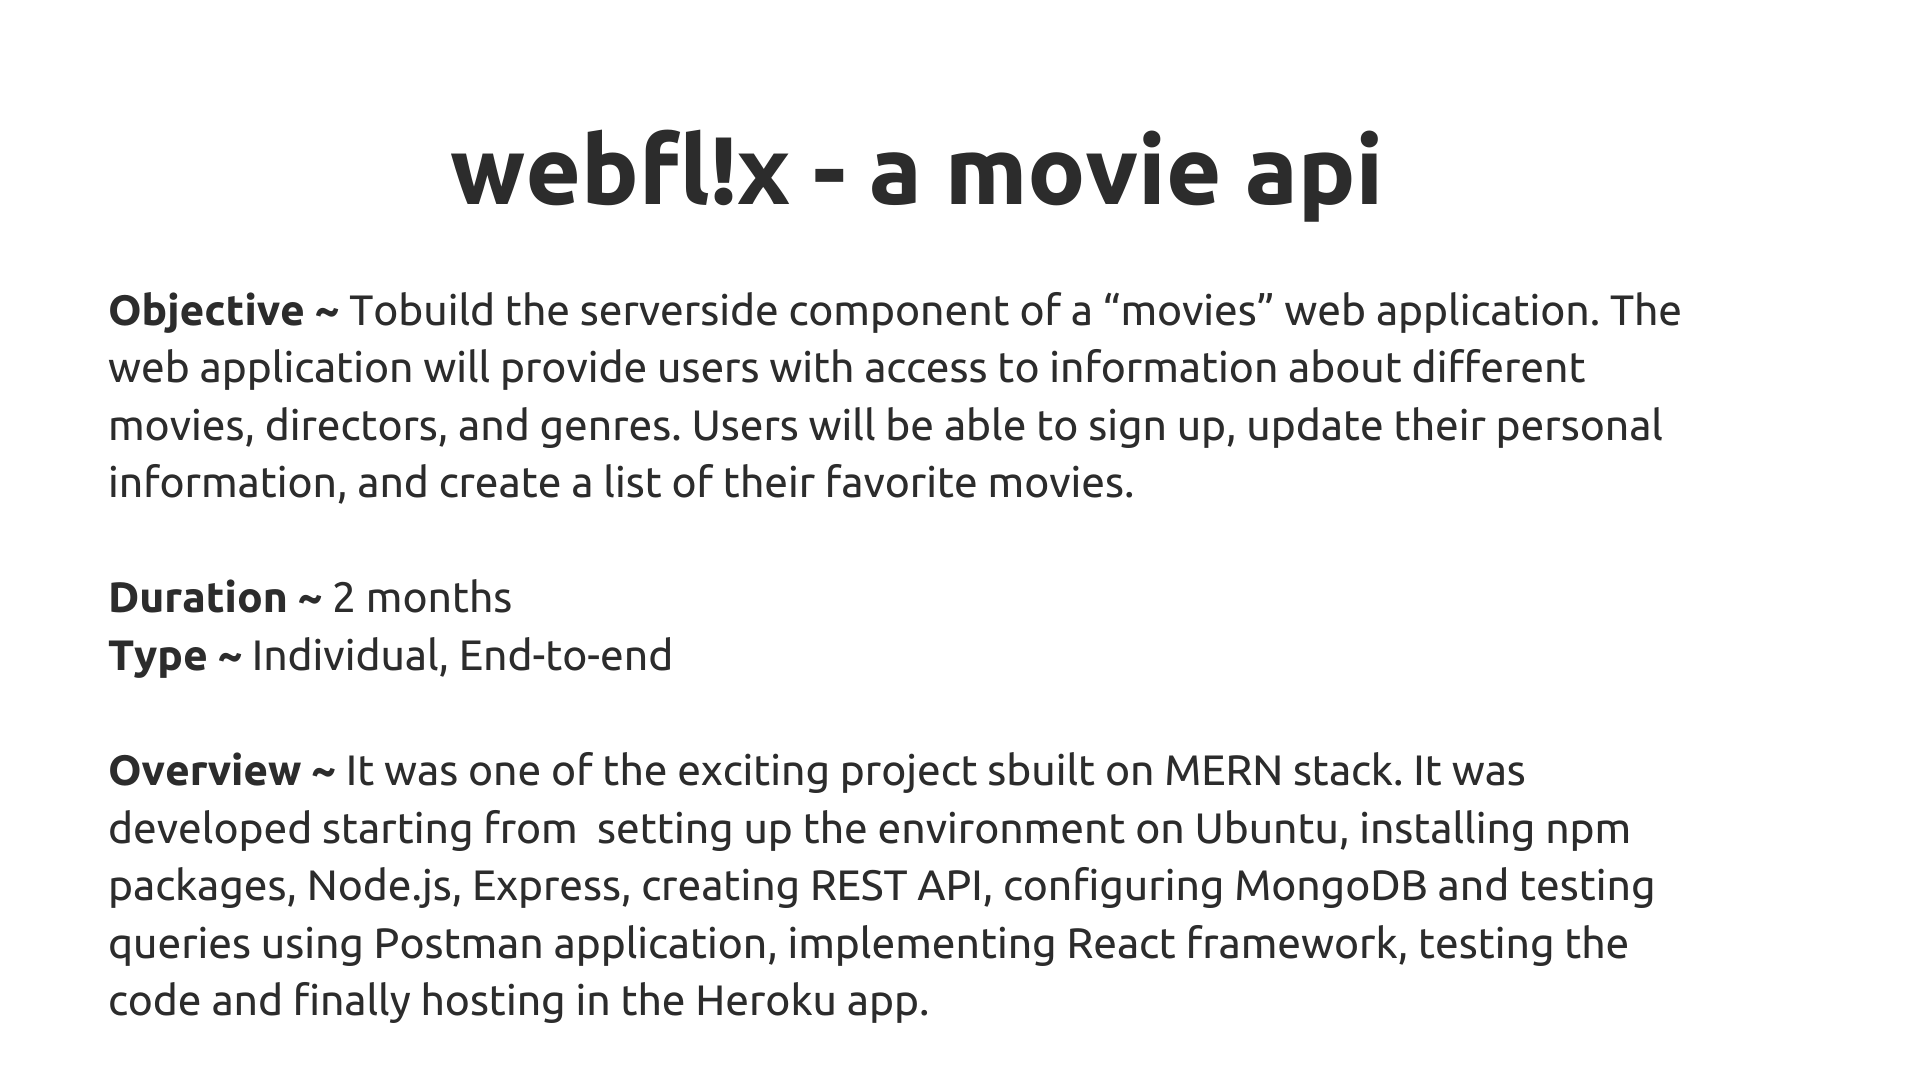 webfl!x - a movie api
Objective ~ Tobuild the serverside component of a “movies” web application. The
web application will provide users with access to information about different
movies, directors, and genres. Users will be able to sign up, update their personal
information, and create a list of their favorite movies.
Duration ~ 2 months
Type ~ Individual, End-to-end
Overview ~ It was one of the exciting project sbuilt on MERN stack. It was
developed starting from  setting up the environment on Ubuntu, installing npm
packages, Node.js, Express, creating REST API, configuring MongoDB and testing
queries using Postman application, implementing React framework, testing the
code and finally hosting in the Heroku app.